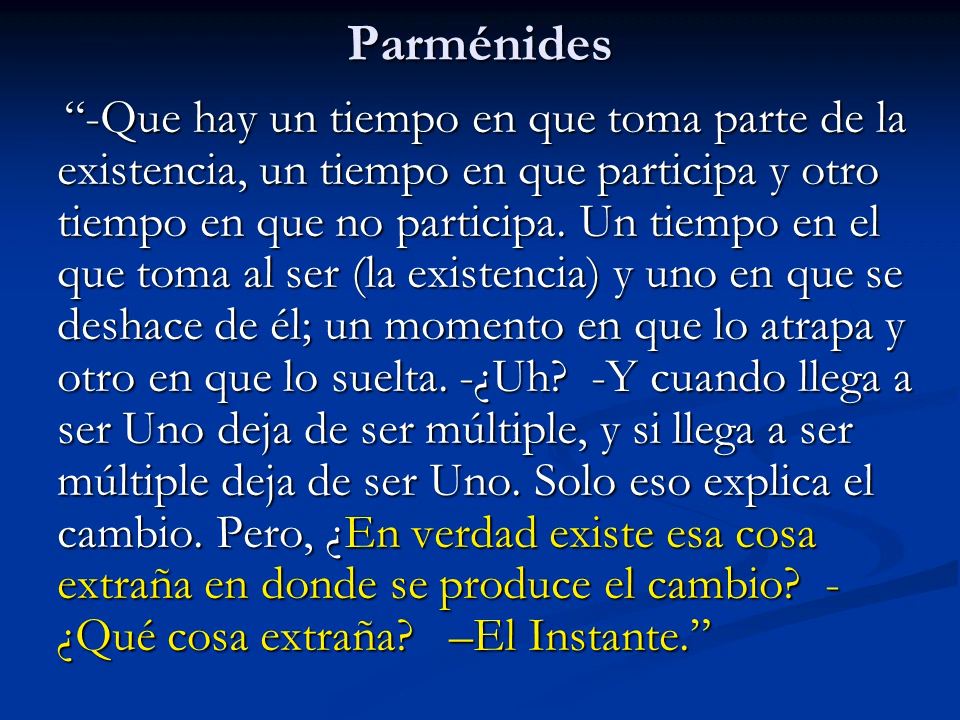 Parménides
“-Que hay un tiempo en que toma parte de la
existencia, un tiempo en que participa y otro
tiempo en que no participa. Un tiempo en el
que toma al ser (la existencia) y uno en que se
deshace de él; un momento en que lo atrapa y
otro en que lo suelta. -¿Uh?  -Y cuando llega a
ser Uno deja de ser múltiple, y si llega a ser
múltiple deja de ser Uno. Solo eso explica el
cambio. Pero, ¿En verdad existe esa cosa
extraña en donde se produce el cambio?  -
¿Qué cosa extraña?   –El Instante.”